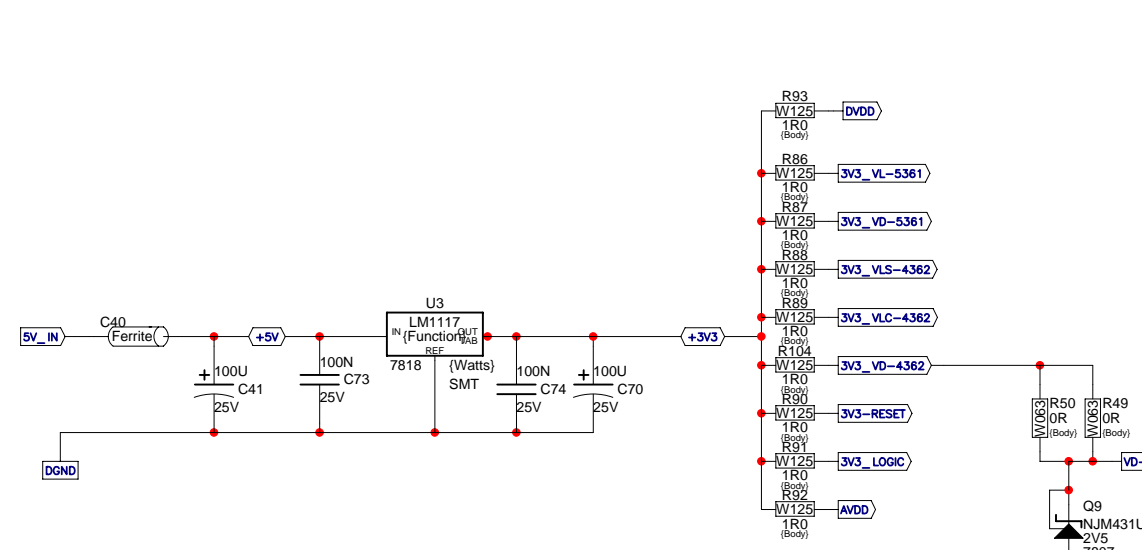 R93
W125
DVDD
1R0
{Body}
R86
W125
3V3_VL-5361
1R0
{Body}
R87
W125
3V3_VD-5361
1R0
{Body}
R88
W125
3V3_VLS-4362
1R0
{Body}
R89
W125
3V3_VLC-4362
1R0
{Body}
R104
W125
3V3_VD-4362
1R0
{Body}
R90
W125
3V3-RESET
1R0
{Body}
R91
W125
3V3_LOGIC
1R0
{Body}
R92
W125
AVDD
1R0
{Body}
U3
LM1117
IN
{Function}
OUT
TAB
REF
7818
{Watts}
SMT
5V_IN
C40
Ferrite
+5V
+3V3
100U
C41
25V
100N
C73
25V
100N
C74
25V
100U
C70
25V
DGND
W063
R50
0R
{Body}
W063
R49
0R
{Body}
VD-
Q9
NJM431U
2V5